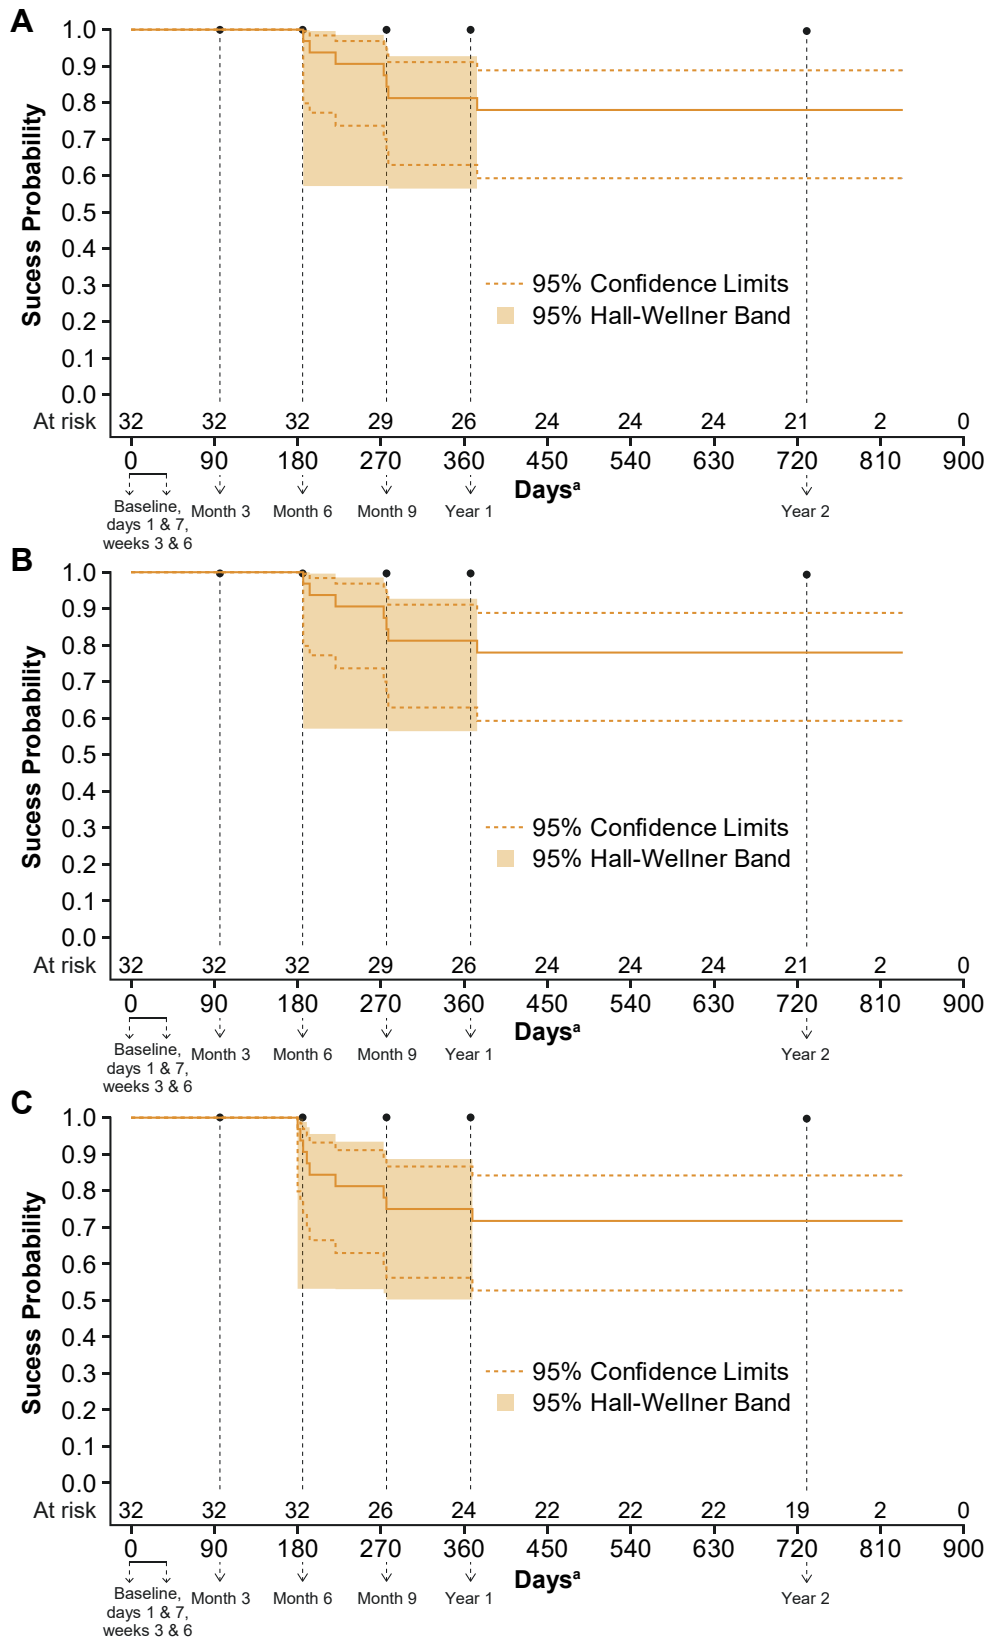 A
Sucess Probability
1.0
0.9
0.8
0.7
0.6
0.5
0.4
0.3
0.2
0.1
0.0
95% Confidence Limits
95% Hall-Wellner Band
At risk 32 32 32 29 26 24 24 24 21 2 0
0 90 180 270 360 450 540 630 720 810 900
Daysª
Baseline, days 1 & 7, weeks 3 & 6
Month 3
Month 6
Month 9
Year 1
Year 2
B
Sucess Probability
1.0
0.9
0.8
0.7
0.6
0.5
0.4
0.3
0.2
0.1
0.0
95% Confidence Limits
95% Hall-Wellner Band
At risk 32 32 32 29 26 24 24 24 21 2 0
0 90 180 270 360 450 540 630 720 810 900
Daysª
Baseline, days 1 & 7, weeks 3 & 6
Month 3
Month 6
Month 9
Year 1
Year 2
C
Sucess Probability
1.0
0.9
0.8
0.7
0.6
0.5
0.4
0.3
0.2
0.1
0.0
95% Confidence Limits
95% Hall-Wellner Band
At risk 32 32 32 26 24 22 22 22 19 2 0
0 90 180 270 360 450 540 630 720 810 900
Daysª
Baseline, days 1 & 7, weeks 3 & 6
Month 3
Month 6
Month 9
Year 1
Year 2